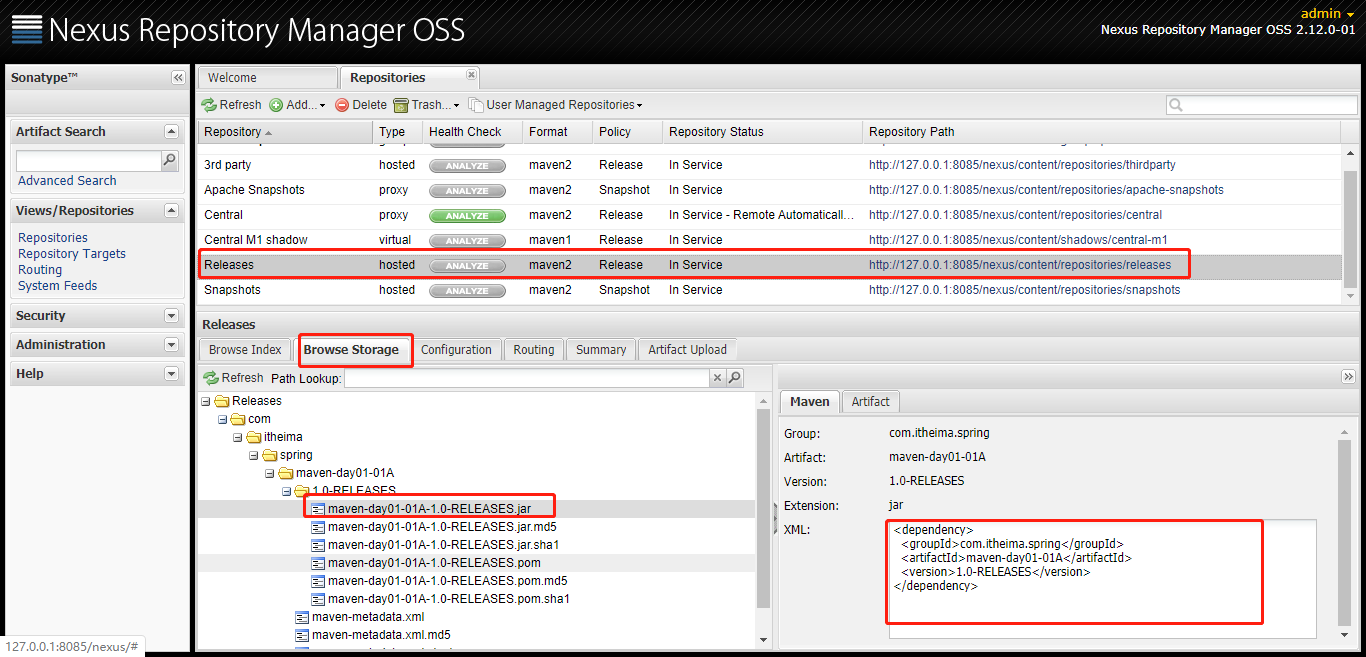 Nexus Repository Manager OSS
admin
Nexus Repository Manager OSS 2.12.0-01
Sonatype™
Welcome
Repositories
Refresh Add... Delete Trash... User Managed Repositories
Artifact Search
Advanced Search
Views/Repositories
Repositories
Repository Targets
Routing
System Feeds
Security
Administration
Help
Repository Type Health Check Format Policy Repository Status Repository Path
3rd party hosted ANALYZE maven2 Release In Service http://127.0.0.1:8085/nexus/content/repositories/thirdparty
Apache Snapshots proxy ANALYZE maven2 Snapshot In Service http://127.0.0.1:8085/nexus/content/repositories/apache-snapshots
Central proxy ANALYZE maven2 Release In Service - Remote Automaticall... http://127.0.0.1:8085/nexus/content/repositories/central
Central M1 shadow virtual ANALYZE maven1 Release In Service http://127.0.0.1:8085/nexus/content/shadows/central-m1
Releases hosted ANALYZE maven2 Release In Service http://127.0.0.1:8085/nexus/content/repositories/releases
Snapshots hosted ANALYZE maven2 Snapshot In Service http://127.0.0.1:8085/nexus/content/repositories/snapshots
Releases
Browse Index Browse Storage Configuration Routing Summary Artifact Upload
Refresh Path Lookup:
Releases
com
itheima
spring
maven-day01-01A
1.0-RELEASES
maven-day01-01A-1.0-RELEASES.jar
maven-day01-01A-1.0-RELEASES.jar.md5
maven-day01-01A-1.0-RELEASES.jar.sha1
maven-day01-01A-1.0-RELEASES.pom
maven-day01-01A-1.0-RELEASES.pom.md5
maven-day01-01A-1.0-RELEASES.pom.sha1
maven-metadata.xml
maven-metadata.xml.md5
Maven Artifact
Group: com.itheima.spring
Artifact: maven-day01-01A
Version: 1.0-RELEASES
Extension: jar
XML: <dependency>
<groupId>com.itheima.spring</groupId>
<artifactId>maven-day01-01A</artifactId>
<version>1.0-RELEASES</version>
</dependency>
127.0.0.1:8085/nexus/#